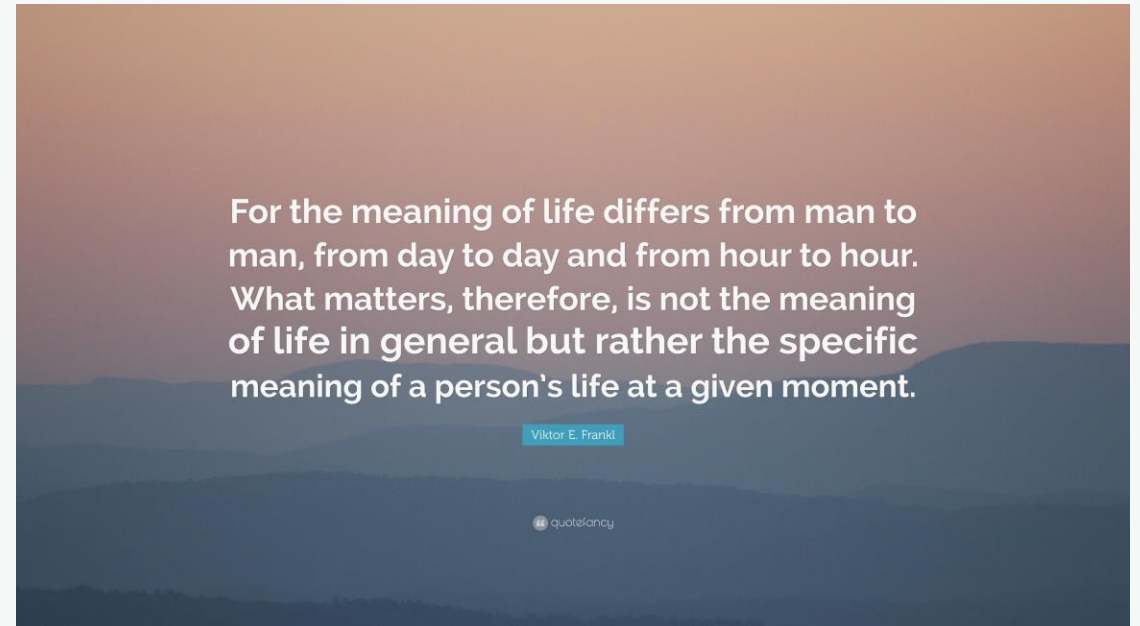 For the meaning of life differs from man to
man, from day to day and from hour to hour.
What matters, therefore, is not the meaning
of life in general but rather the specific
meaning of a person’s life at a given moment.
Viktor E. Frankl
quotefancy